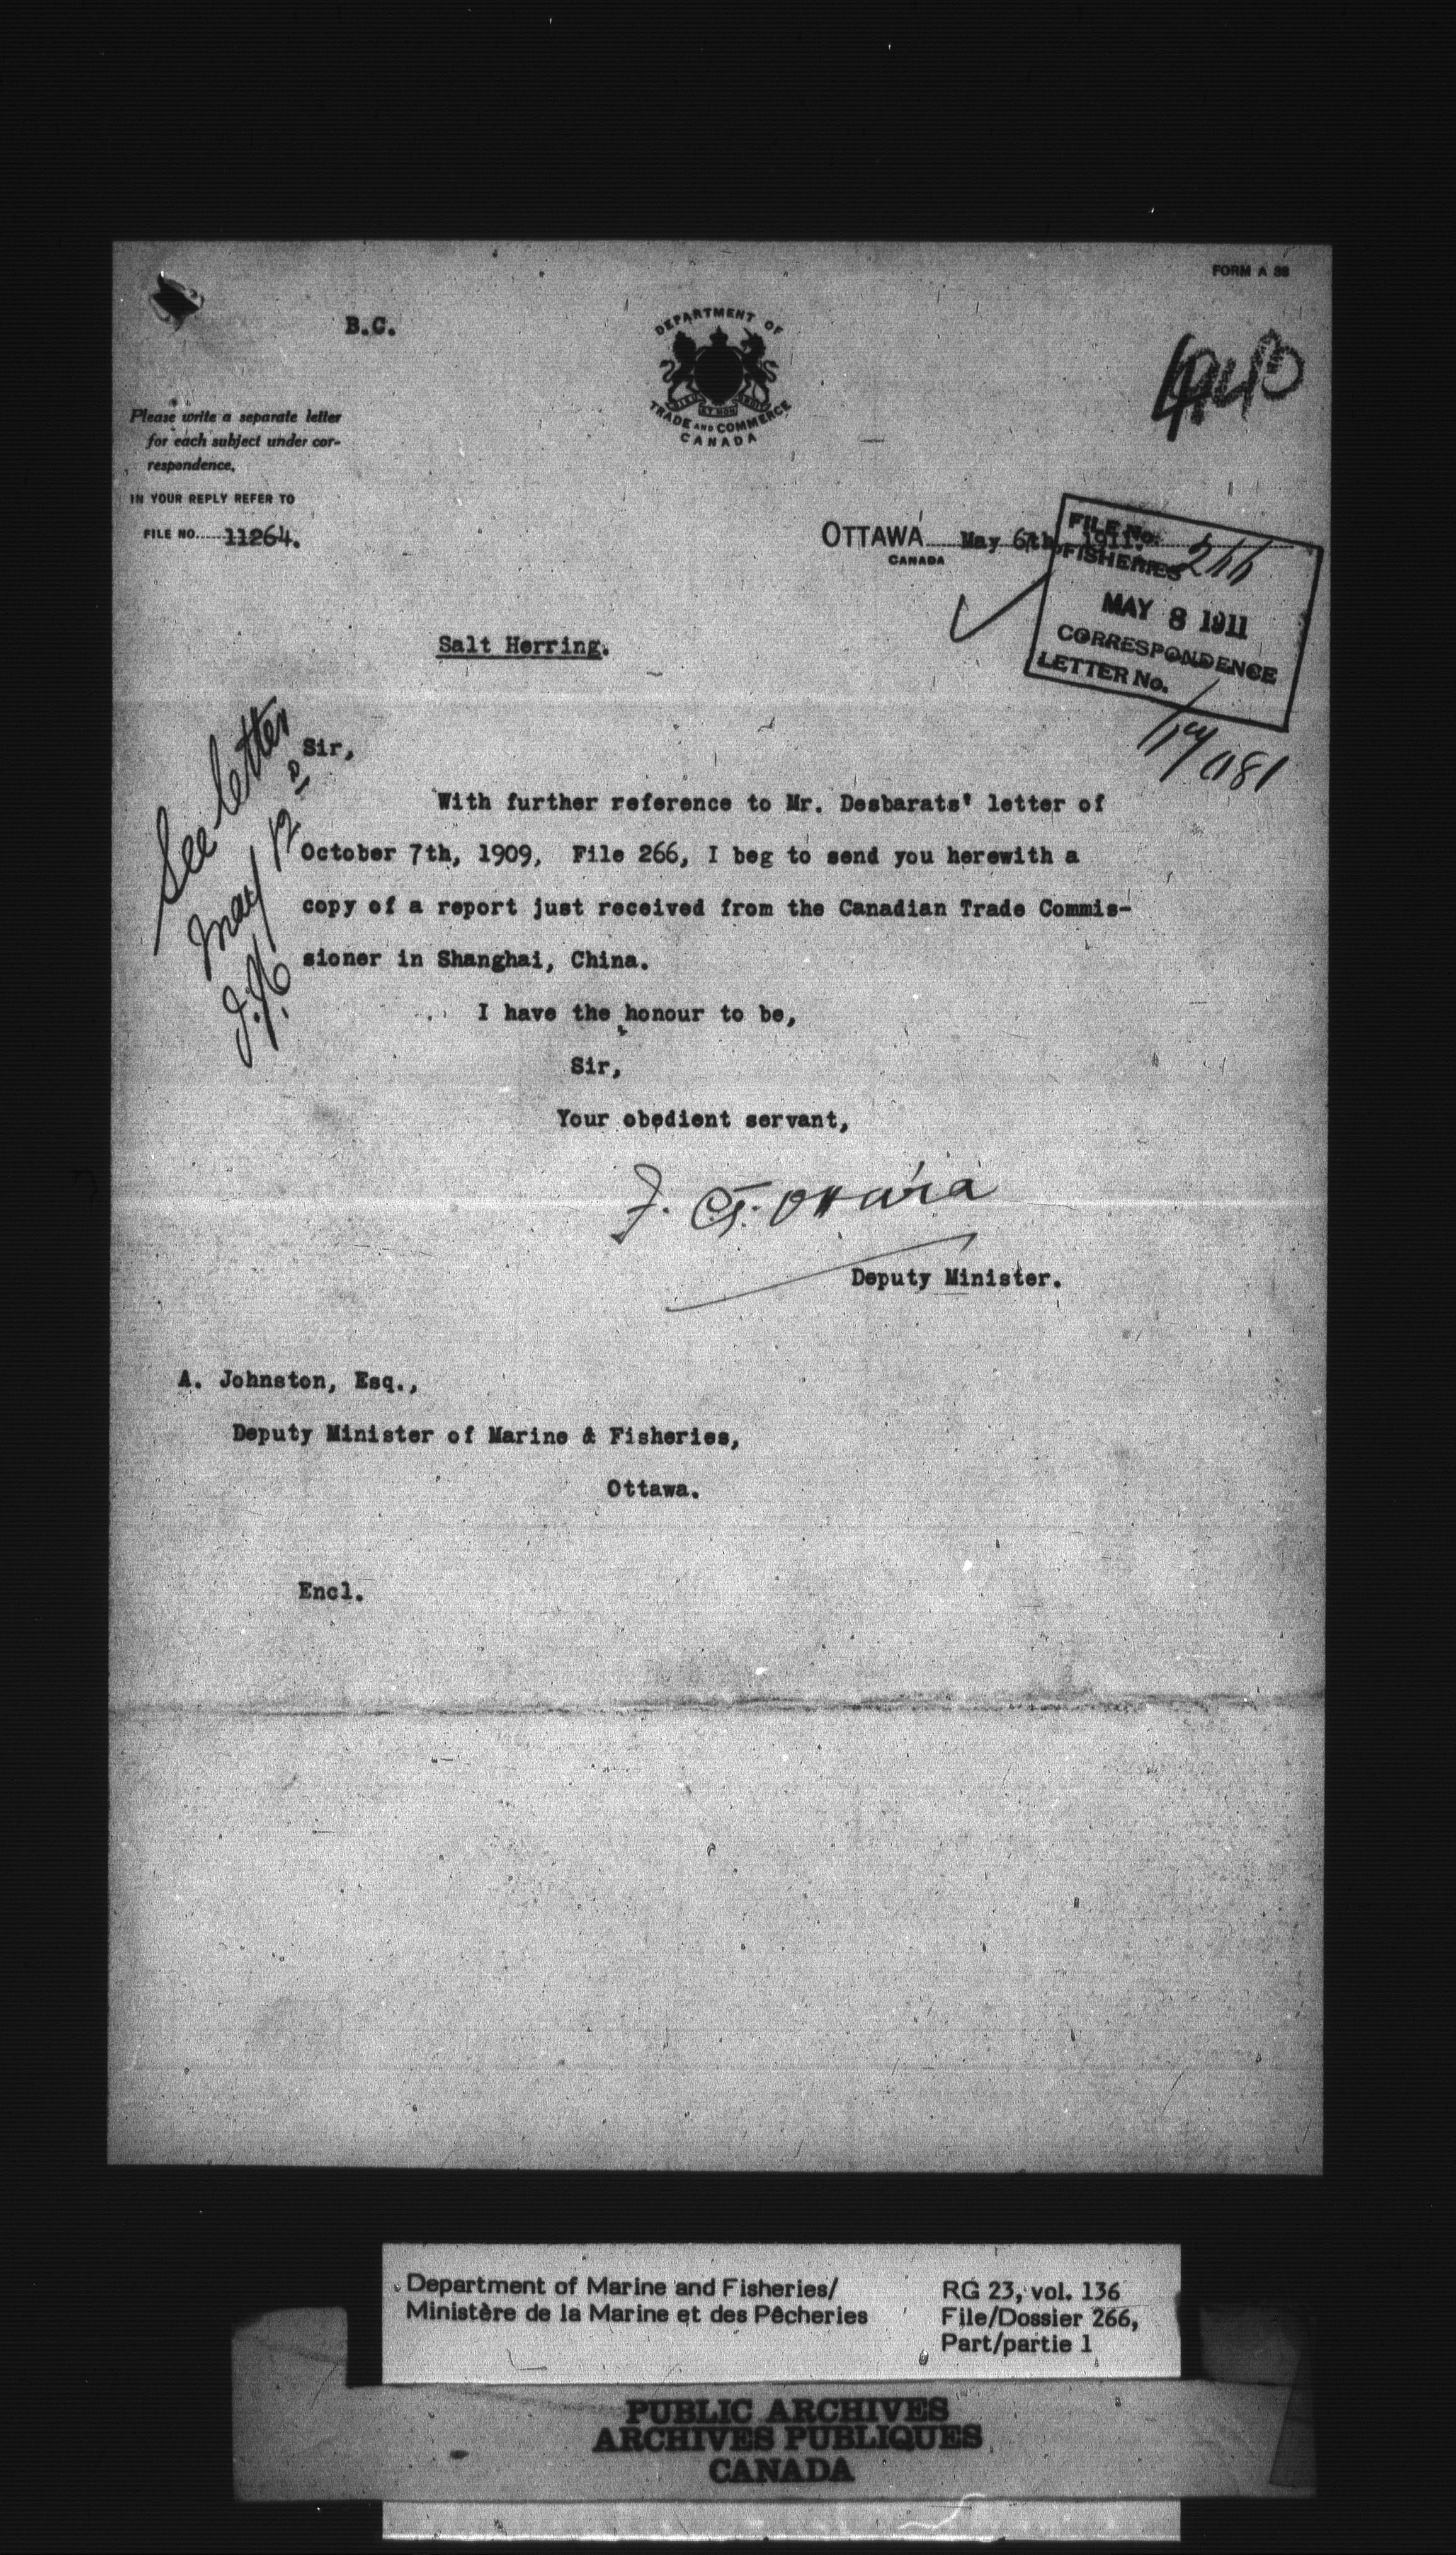 FORM A 38
B.C.
DEPARTMENT OF
TRADE AND COMMERCE
CANADA
Please write a separate letter
for each subject under cor-
respondence.
IN YOUR REPLY REFER TO
FILE NO. 11264.
OTTAWA May 6th, 1911.
CANADA
FILE No. 266
FISHERIES
MAY 8 1911
CORRESPONDENCE
LETTER No.
Salt Herring.
See letter
May 12
Sir,
With further reference to Mr. Desbarats' letter of
October 7th, 1909, File 266, I beg to send you herewith a
copy of a report just received from the Canadian Trade Commis-
sioner in Shanghai, China.
I have the honour to be,
Sir,
Your obedient servant,
F. C. T. O'Hara
Deputy Minister.
A. Johnston, Esq.,
Deputy Minister of Marine & Fisheries,
Ottawa.
Encl.
Department of Marine and Fisheries/
Ministère de la Marine et des Pêcheries
RG 23, vol. 136
File/Dossier 266,
Part/partie 1
PUBLIC ARCHIVES
ARCHIVES PUBLIQUES
CANADA